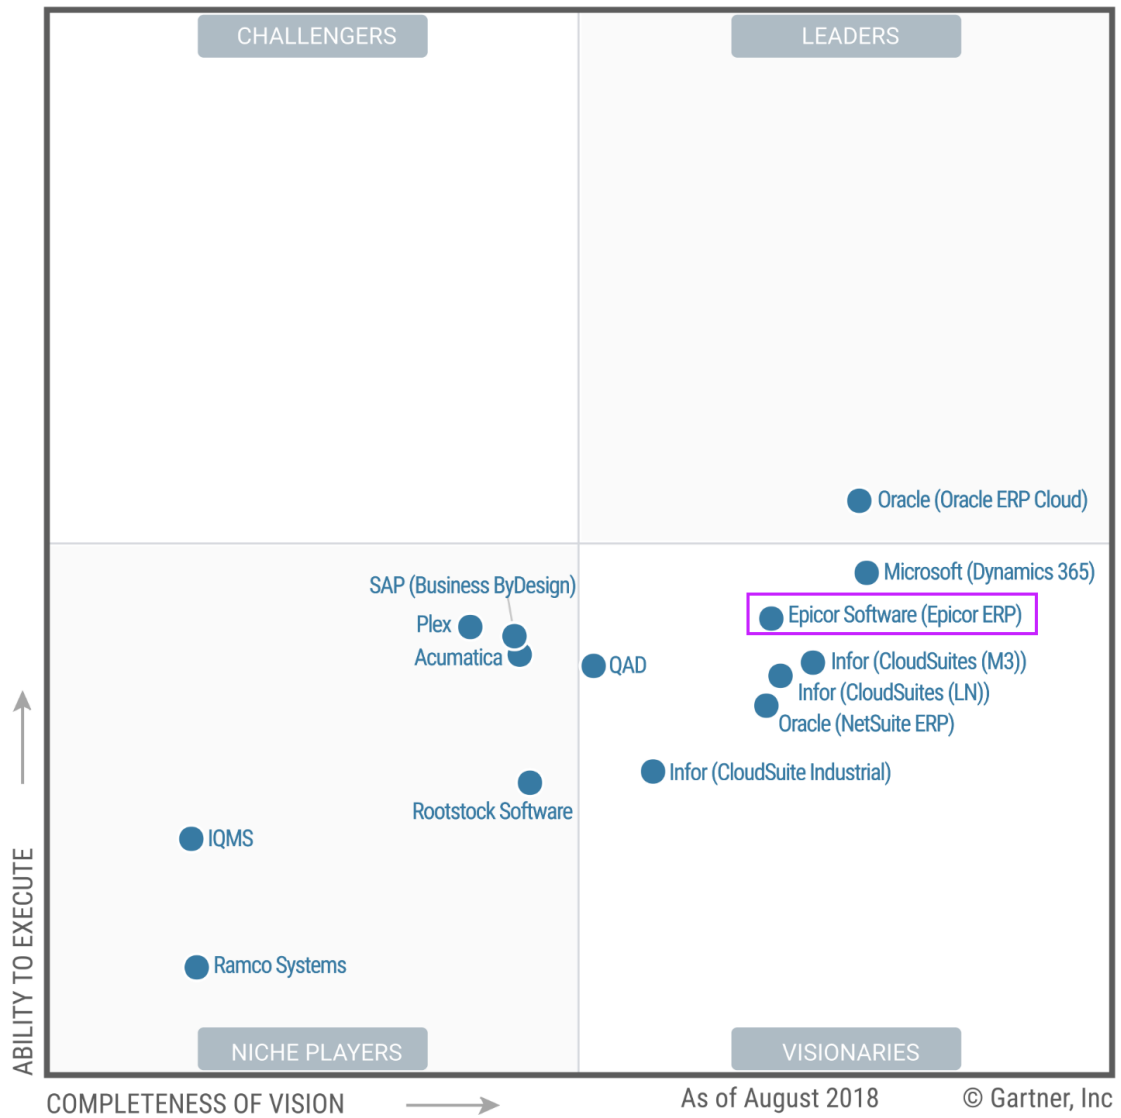 CHALLENGERS
LEADERS
Oracle (Oracle ERP Cloud)
Microsoft (Dynamics 365)
SAP (Business ByDesign)
Epicor Software (Epicor ERP)
Plex
Acumatica
QAD
Infor (CloudSuites (M3))
Infor (CloudSuites (LN))
Oracle (NetSuite ERP)
Infor (CloudSuite Industrial)
Rootstock Software
IQMS
Ramco Systems
NICHE PLAYERS
VISIONARIES
ABILITY TO EXECUTE
COMPLETENESS OF VISION
As of August 2018
© Gartner, Inc